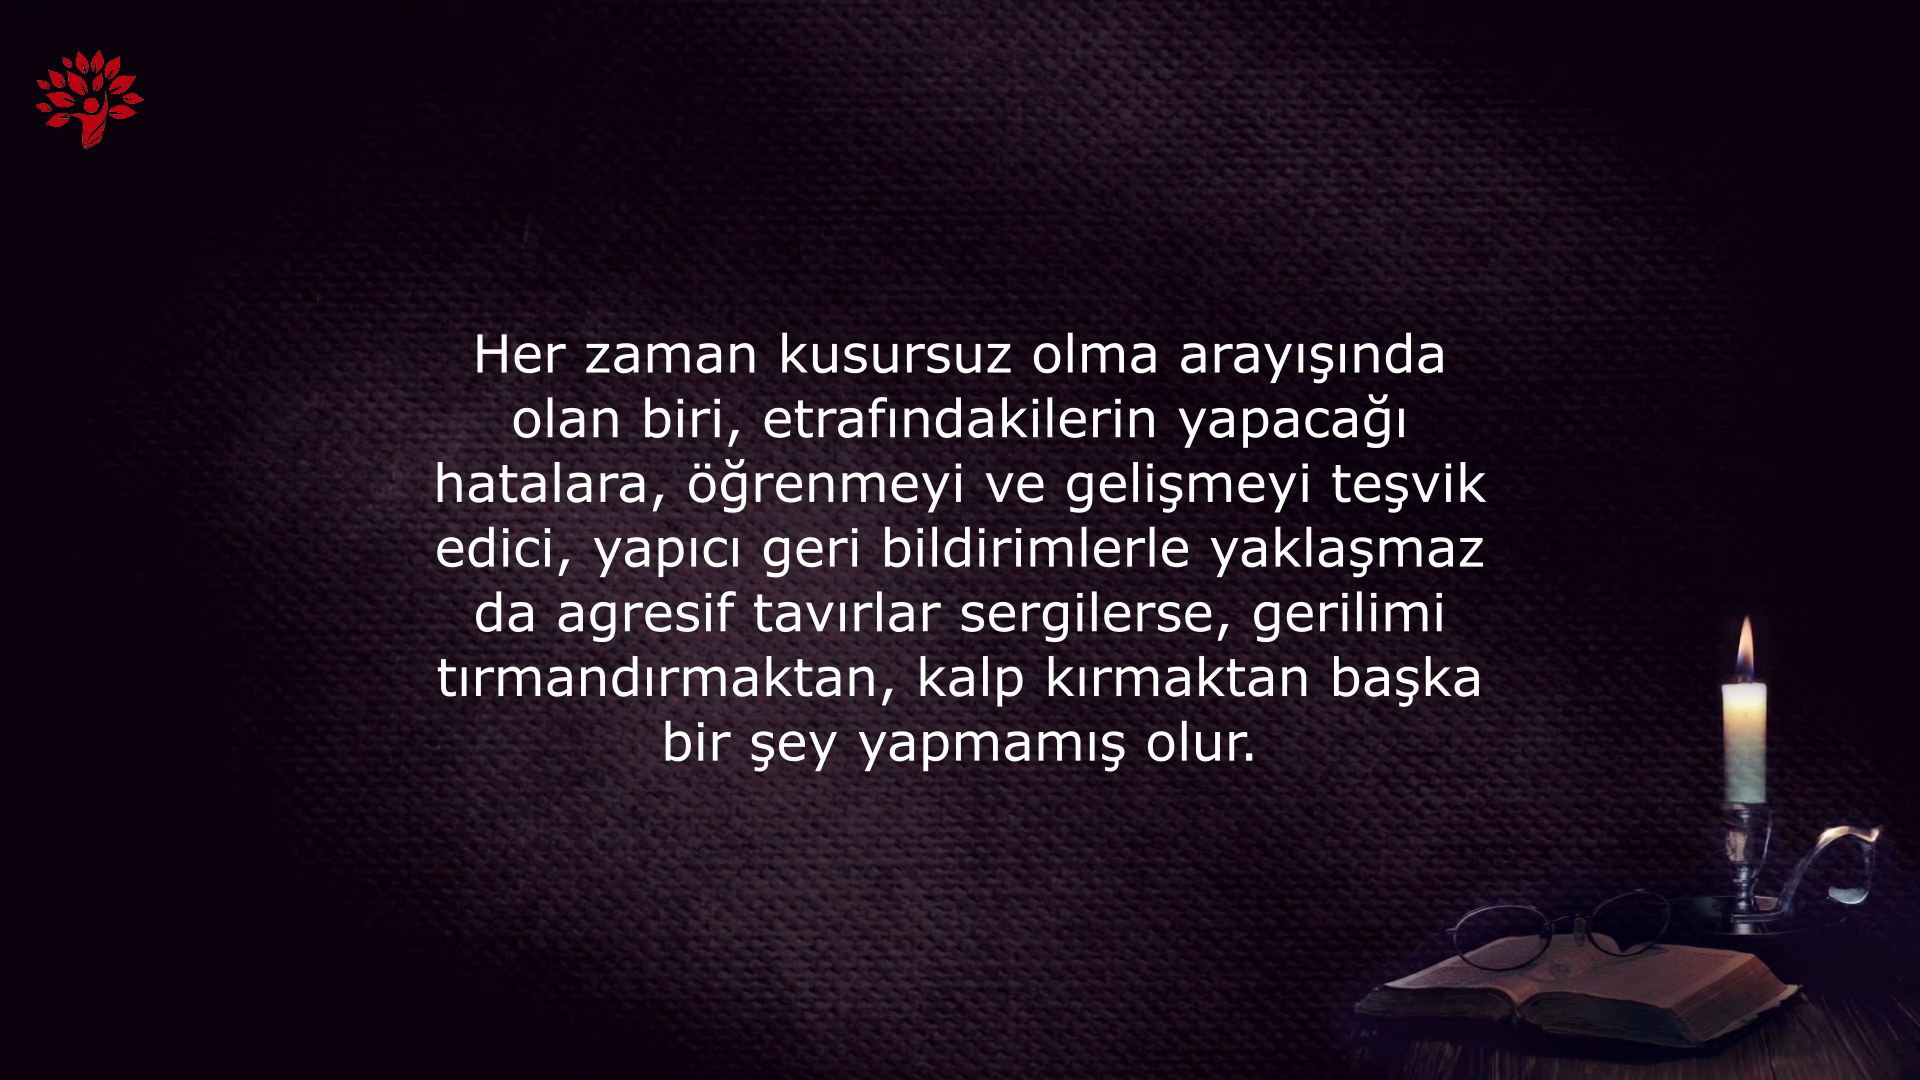 Her zaman kusursuz olma arayışında
olan biri, etrafındakilerin yapacağı
hatalara, öğrenmeyi ve gelişmeyi teşvik
edici, yapıcı geri bildirimlerle yaklaşmaz
da agresif tavırlar sergilerse, gerilimi
tırmandırmaktan, kalp kırmaktan başka
bir şey yapmamış olur.